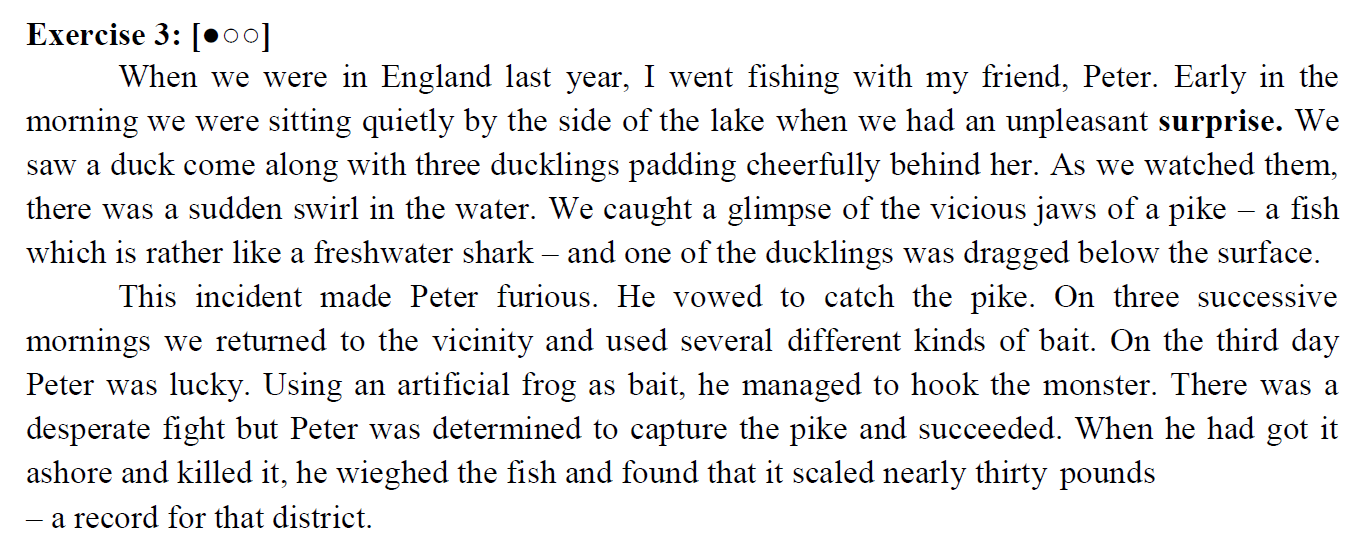 Exercise 3: [●○○]
When we were in England last year, I went fishing with my friend, Peter. Early in the
morning we were sitting quietly by the side of the lake when we had an unpleasant surprise. We
saw a duck come along with three ducklings padding cheerfully behind her. As we watched them,
there was a sudden swirl in the water. We caught a glimpse of the vicious jaws of a pike – a fish
which is rather like a freshwater shark – and one of the ducklings was dragged below the surface.
This incident made Peter furious. He vowed to catch the pike. On three successive
mornings we returned to the vicinity and used several different kinds of bait. On the third day
Peter was lucky. Using an artificial frog as bait, he managed to hook the monster. There was a
desperate fight but Peter was determined to capture the pike and succeeded. When he had got it
ashore and killed it, he wieghed the fish and found that it scaled nearly thirty pounds
– a record for that district.